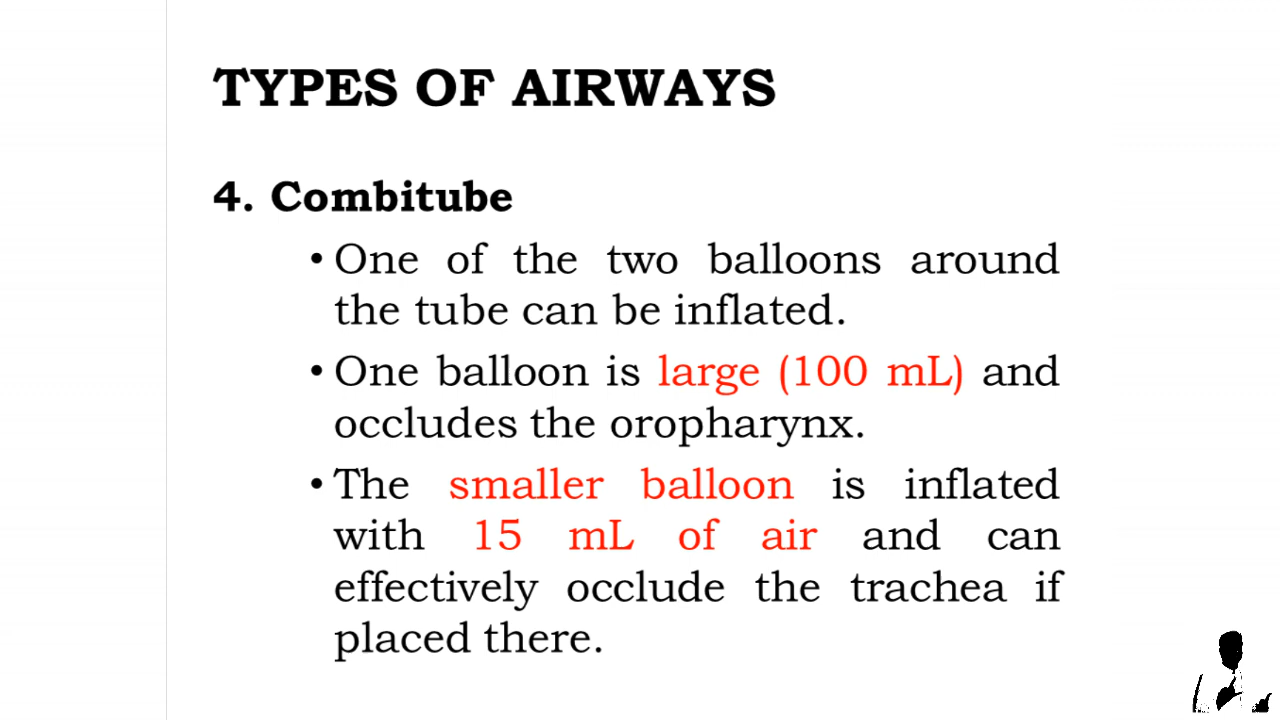 TYPES OF AIRWAYS
4. Combitube
• One of the two balloons around
the tube can be inflated.
• One balloon is large (100 mL) and
occludes the oropharynx.
• The smaller balloon is inflated
with 15 mL of air and can
effectively occlude the trachea if
placed there.